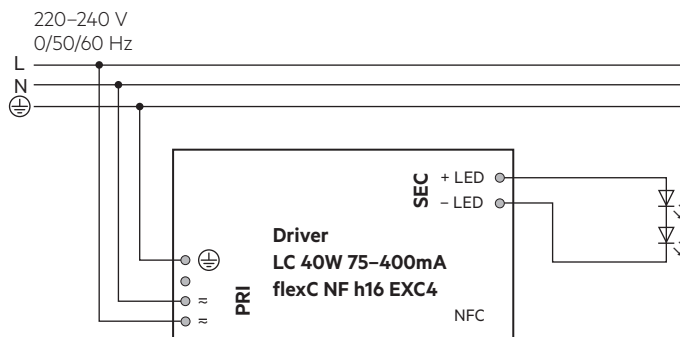 220–240 V
0/50/60 Hz
L
N
SEC
+ LED
– LED
Driver
LC 40W 75–400mA
flexC NF h16 EXC4
PRI
≂
≂
NFC